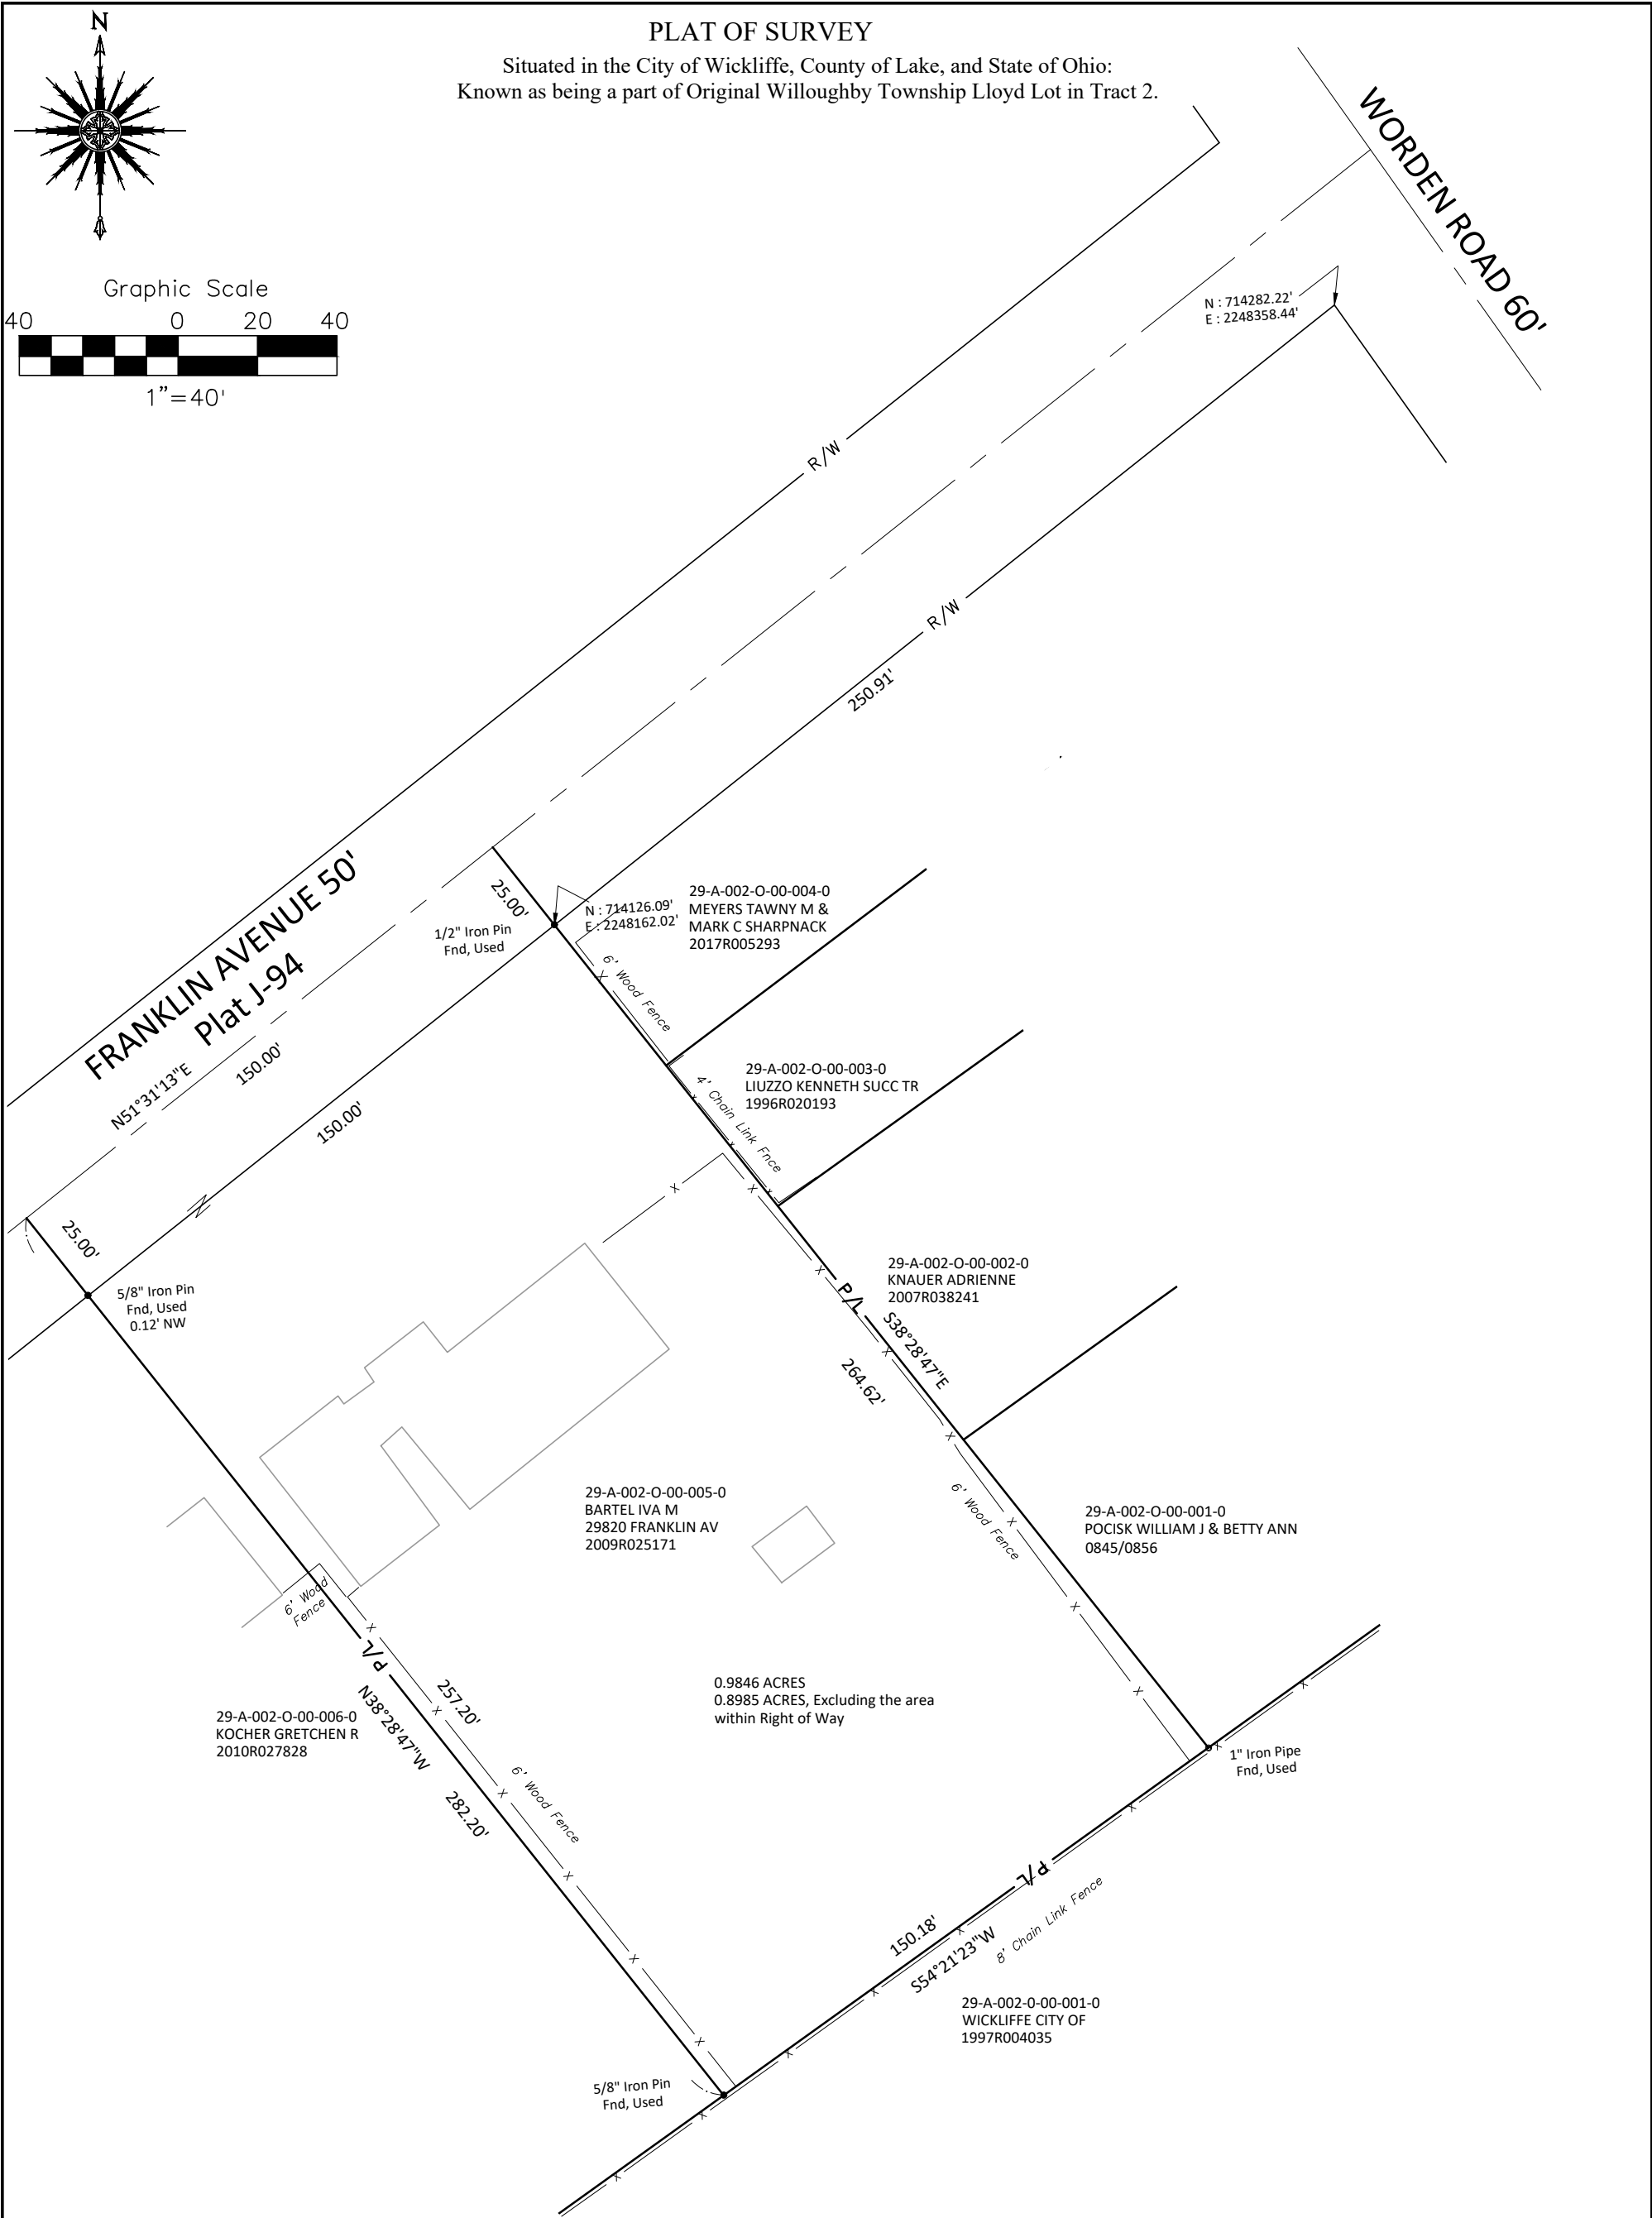 N
PLAT OF SURVEY
Situated in the City of Wickliffe, County of Lake, and State of Ohio:
Known as being a part of Original Willoughby Township Lloyd Lot in Tract 2.
WORDEN ROAD 60'
Graphic Scale
40 0 20 40
1"=40'
N : 714282.22'
E : 2248358.44'
R/W
R/W
250.91'
FRANKLIN AVENUE 50'
Plat J-94
N51°31'13"E
150.00'
150.00'
25.00'
1/2" Iron Pin
Fnd, Used
N : 714126.09'
E : 2248162.02'
29-A-002-O-00-004-0
MEYERS TAWNY M &
MARK C SHARPNACK
2017R005293
6' Wood Fence
X
29-A-002-O-00-003-0
LIUZZO KENNETH SUCC TR
1996R020193
4' Chain Link Fnce
X
X
X
25.00'
5/8" Iron Pin
Fnd, Used
0.12' NW
29-A-002-O-00-002-0
KNAUER ADRIENNE
2007R038241
P/L
S38°28'47"E
264.62'
X
X
X
29-A-002-O-00-005-0
BARTEL IVA M
29820 FRANKLIN AV
2009R025171
6' Wood Fence
X
X
X
29-A-002-O-00-001-0
POCISK WILLIAM J & BETTY ANN
0845/0856
6' Wood
Fence
X
P/L
257.20'
X
N38°28'47"W
282.20'
29-A-002-O-00-006-0
KOCHER GRETCHEN R
2010R027828
0.9846 ACRES
0.8985 ACRES, Excluding the area
within Right of Way
X
X
1" Iron Pipe
Fnd, Used
6' Wood Fence
X
X
X
X
X
P/L
150.18'
S54°21'23"W
8' Chain Link Fence
X
X
X
29-A-002-0-00-001-0
WICKLIFFE CITY OF
1997R004035
5/8" Iron Pin
Fnd, Used
X
X